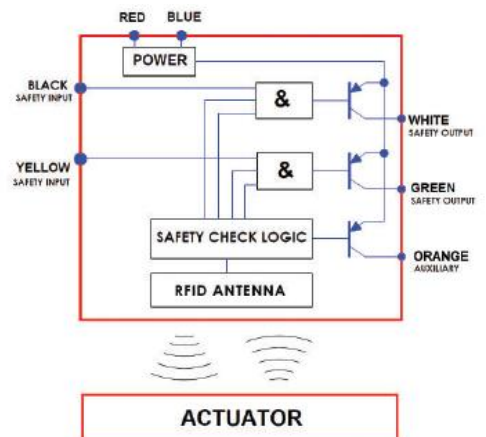 RED BLUE
POWER
BLACK
SAFETY INPUT
&
WHITE
SAFETY OUTPUT
YELLOW
SAFETY INPUT
&
GREEN
SAFETY OUTPUT
SAFETY CHECK LOGIC
ORANGE
AUXILIARY
RFID ANTENNA
ACTUATOR